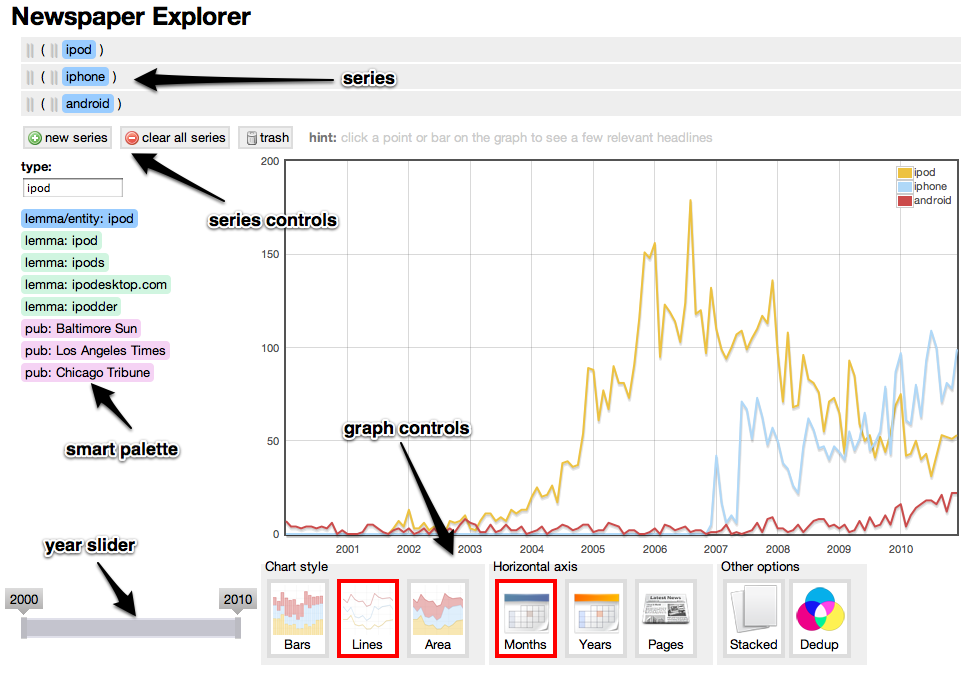 Newspaper Explorer
( ipod )
( iphone )
series
( android )
new series
clear all series
trash
hint: click a point or bar on the graph to see a few relevant headlines
type:
ipod
series controls
lemma/entity: ipod
lemma: ipod
lemma: ipods
lemma: ipodesktop.com
lemma: ipodder
pub: Baltimore Sun
pub: Los Angeles Times
pub: Chicago Tribune
smart palette
200
150
100
50
0
ipod
iphone
android
2001 2002 2003 2004 2005 2006 2007 2008 2009 2010
graph controls
year slider
2000 2010
Chart style
Bars Lines Area
Horizontal axis
Months Years Pages
Latest News
Other options
Stacked Dedup